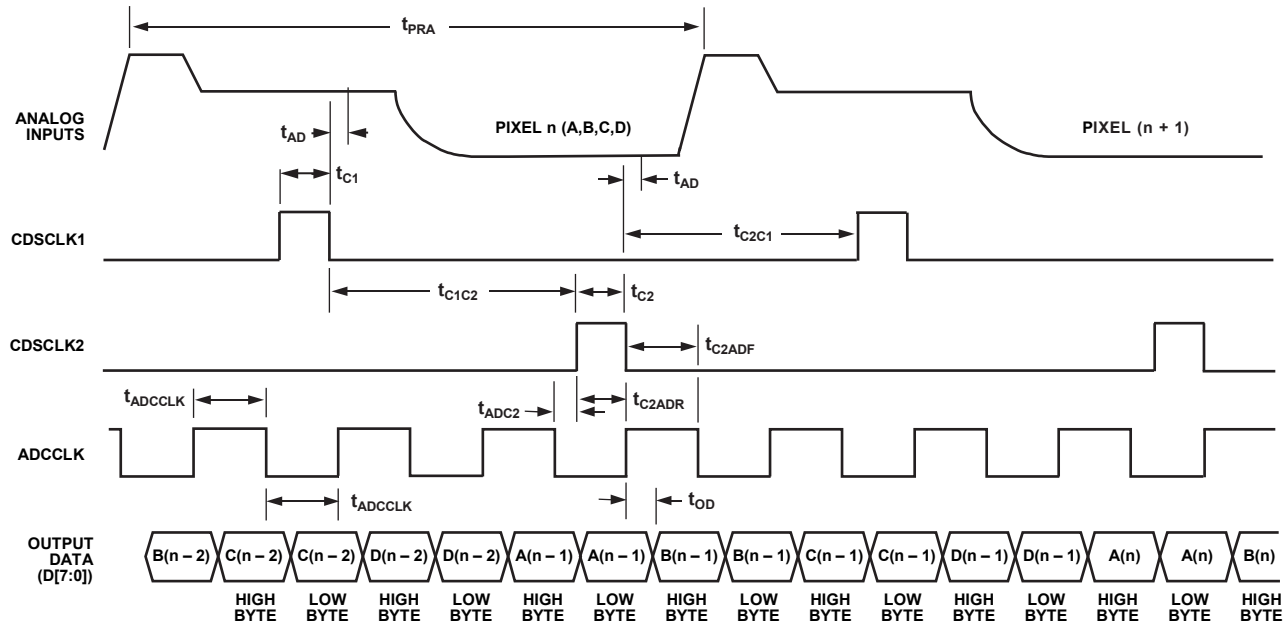 tPRA
ANALOG
INPUTS
tAD
PIXEL n (A,B,C,D)
PIXEL (n + 1)
tC1
tAD
CDSCLK1
tC2C1
tC1C2
tC2
CDSCLK2
tC2ADF
tADCCLK
tADC2
tC2ADR
ADCCLK
tADCCLK
tOD
OUTPUT
DATA
(D[7:0])
B(n – 2) C(n – 2) C(n – 2) D(n – 2) D(n – 2) A(n – 1) A(n – 1) B(n – 1) B(n – 1) C(n – 1) C(n – 1) D(n – 1) D(n – 1) A(n) A(n) B(n)
HIGH LOW HIGH LOW HIGH LOW HIGH LOW HIGH LOW HIGH LOW HIGH LOW HIGH
BYTE BYTE BYTE BYTE BYTE BYTE BYTE BYTE BYTE BYTE BYTE BYTE BYTE BYTE BYTE